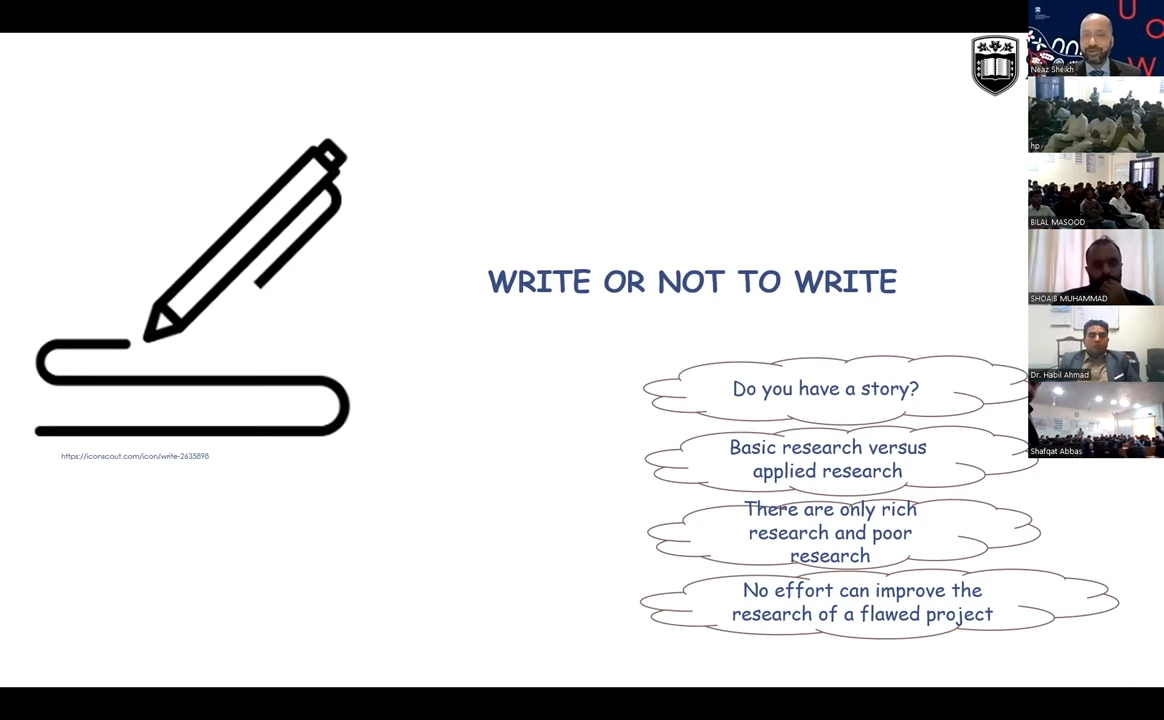 WRITE OR NOT TO WRITE
Do you have a story?
Basic research versus
applied research
There are only rich
research and poor
research
No effort can improve the
research of a flawed project
https://iconscout.com/icon/write-2635898
U
O
W
Neaz Sheikh
hp
BILAL MASOOD
SHOAIB MUHAMMAD
Dr. Habil Ahmad
Shafqat Abbas